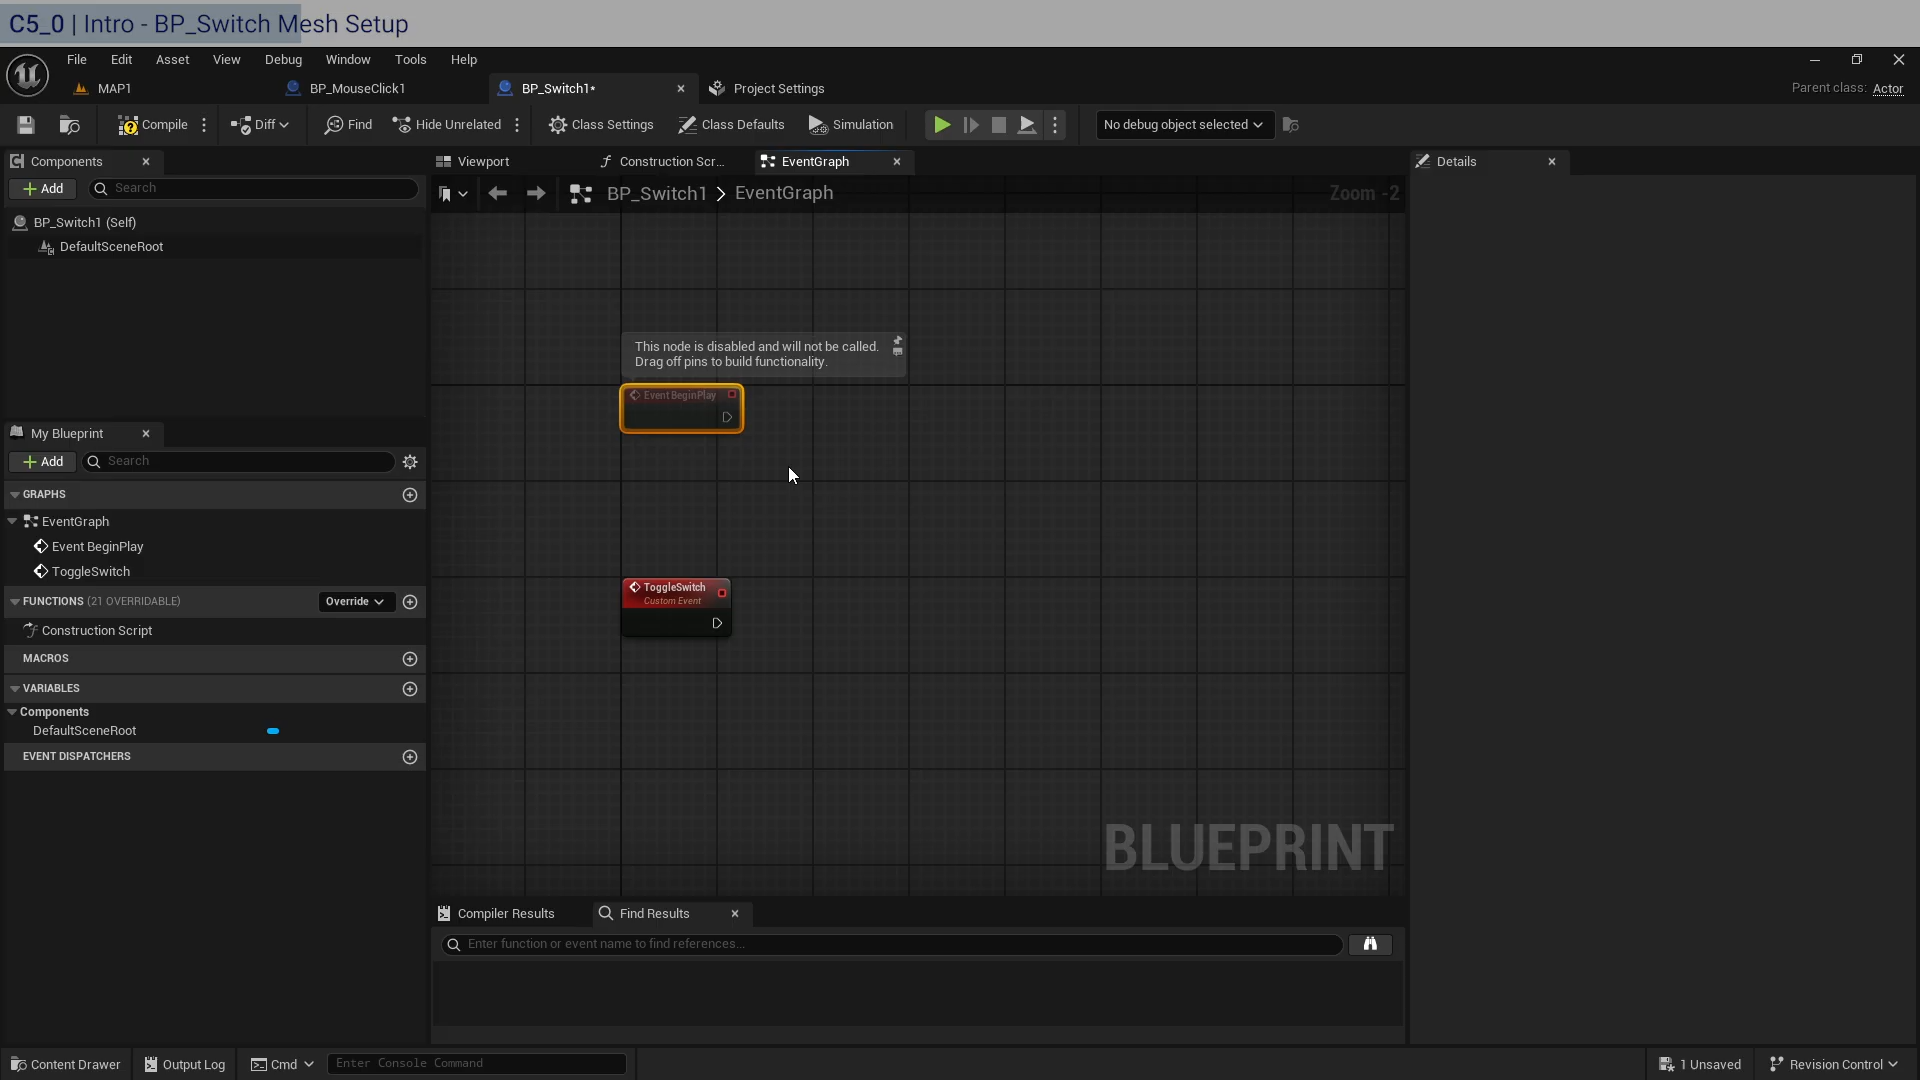 C5_0 | Intro - BP_Switch Mesh Setup
File Edit Asset View Debug Window Tools Help
MAP1 BP_MouseClick1 BP_Switch1* Project Settings Parent class: Actor
Compile Diff Find Hide Unrelated Class Settings Class Defaults Simulation No debug object selected
Components
Add Search
BP_Switch1 (Self)
DefaultSceneRoot
My Blueprint
Add Search
GRAPHS
EventGraph
Event BeginPlay
ToggleSwitch
FUNCTIONS (21 OVERRIDABLE) Override
Construction Script
MACROS
VARIABLES
Components
DefaultSceneRoot
EVENT DISPATCHERS
Viewport Construction Scr... EventGraph
BP_Switch1 > EventGraph Zoom -2
This node is disabled and will not be called.
Drag off pins to build functionality.
Event BeginPlay
ToggleSwitch
Custom Event
BLUEPRINT
Compiler Results Find Results
Enter function or event name to find references...
Details
Content Drawer Output Log Cmd Enter Console Command 1 Unsaved Revision Control